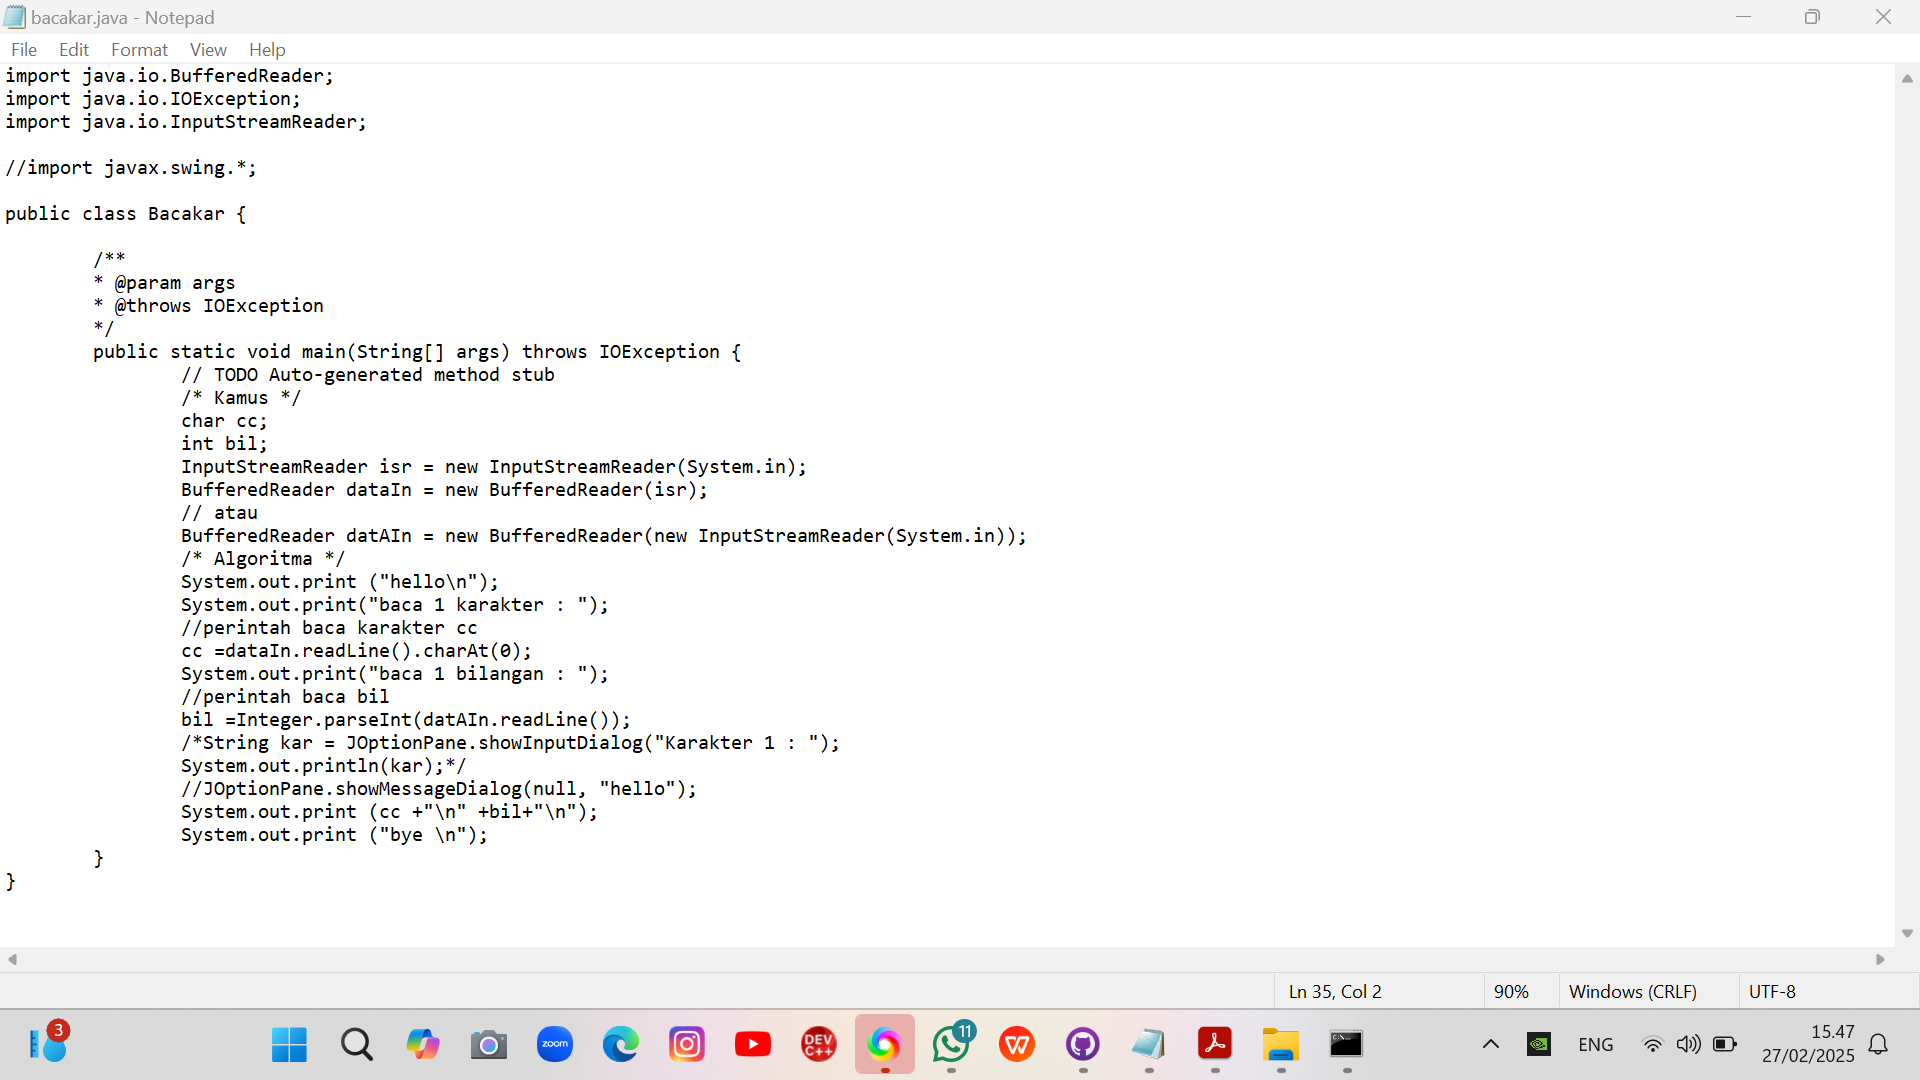 bacakar.java - Notepad
File Edit Format View Help
import java.io.BufferedReader;
import java.io.IOException;
import java.io.InputStreamReader;
//import javax.swing.*;
public class Bacakar {
/**
* @param args
* @throws IOException
*/
public static void main(String[] args) throws IOException {
// TODO Auto-generated method stub
/* Kamus */
char cc;
int bil;
InputStreamReader isr = new InputStreamReader(System.in);
BufferedReader dataIn = new BufferedReader(isr);
// atau
BufferedReader datAIn = new BufferedReader(new InputStreamReader(System.in));
/* Algoritma */
System.out.print ("hello\n");
System.out.print("baca 1 karakter : ");
//perintah baca karakter cc
cc =dataIn.readLine().charAt(0);
System.out.print("baca 1 bilangan : ");
//perintah baca bil
bil =Integer.parseInt(datAIn.readLine());
/*String kar = JOptionPane.showInputDialog("Karakter 1 : ");
System.out.println(kar);*/
//JOptionPane.showMessageDialog(null, "hello");
System.out.print (cc +"\n" +bil+"\n");
System.out.print ("bye \n");
}
}
Ln 35, Col 2 90% Windows (CRLF) UTF-8
3 zoom DEV C++ 11 W C:\ ENG 15.47
27/02/2025